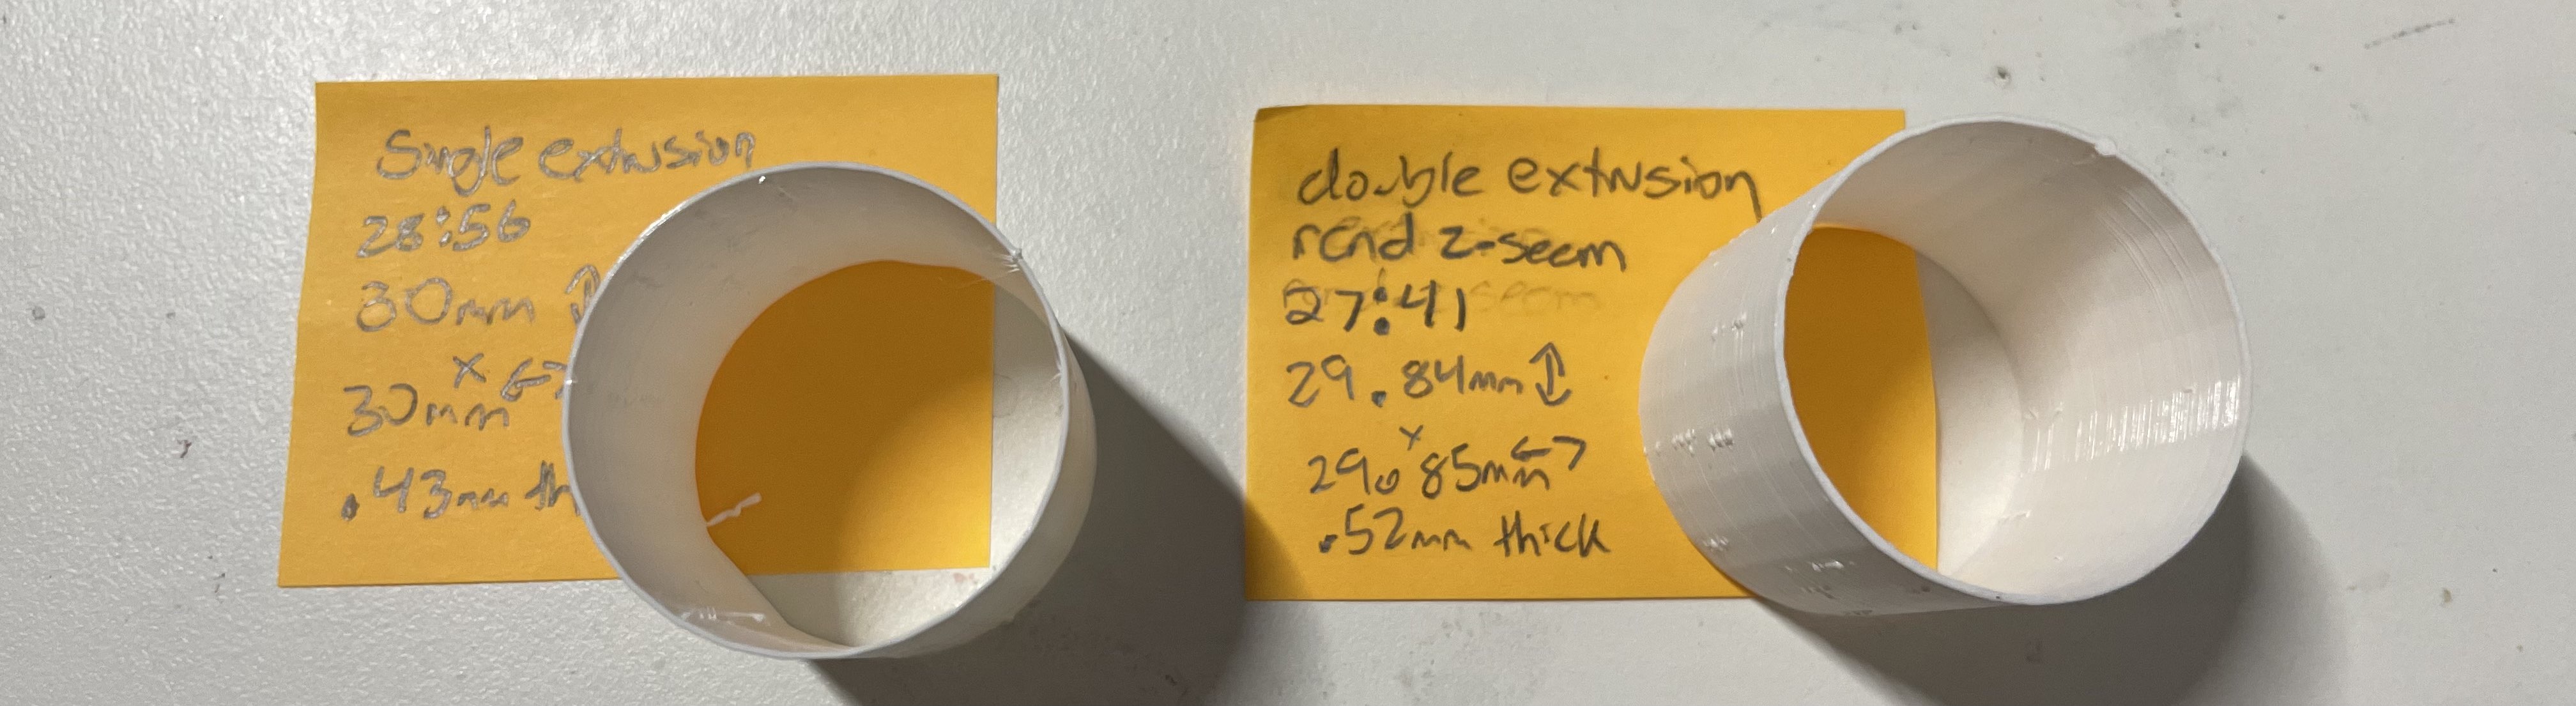 Single extrusion
28:56
30mm ↕
x ↔
30mm
.43mm th
double extrusion
rand z-seam
27:41
29.84mm ↕
x
29.85mm ↔
.52mm thick